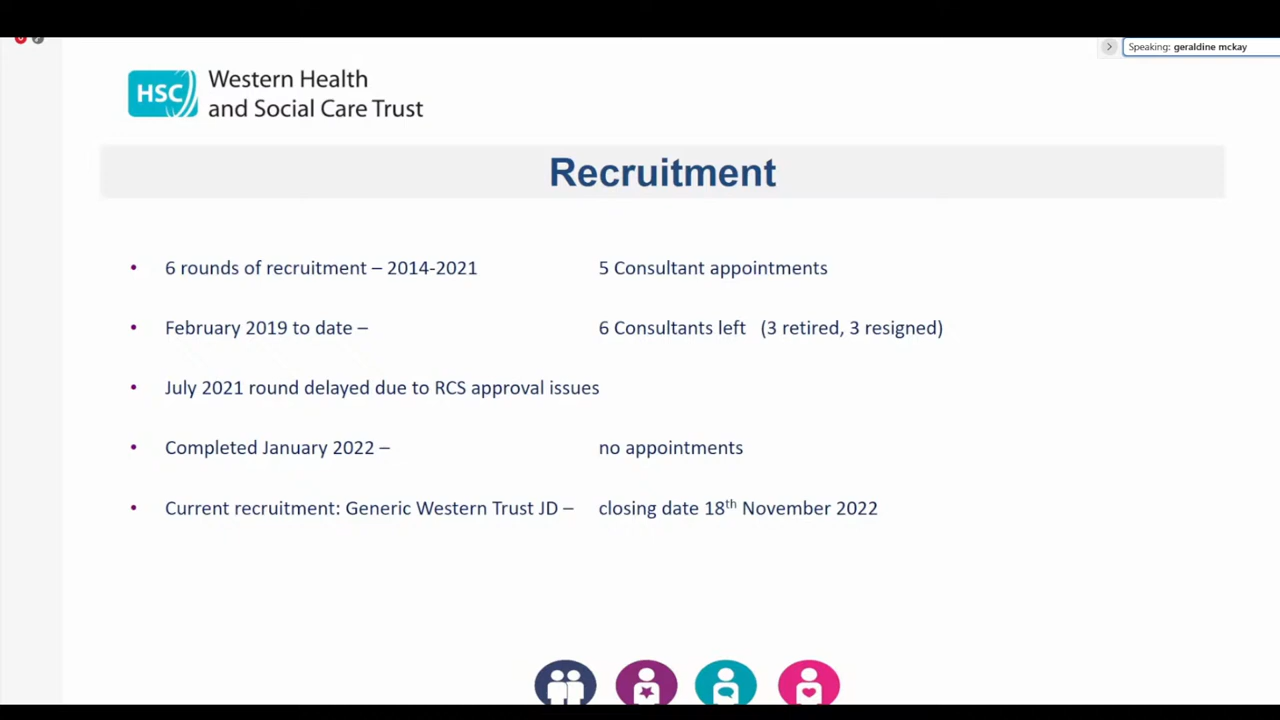 Speaking: geraldine mckay
HSC
Western Health
and Social Care Trust
Recruitment
• 6 rounds of recruitment – 2014-2021 5 Consultant appointments
• February 2019 to date – 6 Consultants left (3 retired, 3 resigned)
• July 2021 round delayed due to RCS approval issues
• Completed January 2022 – no appointments
• Current recruitment: Generic Western Trust JD – closing date 18th November 2022